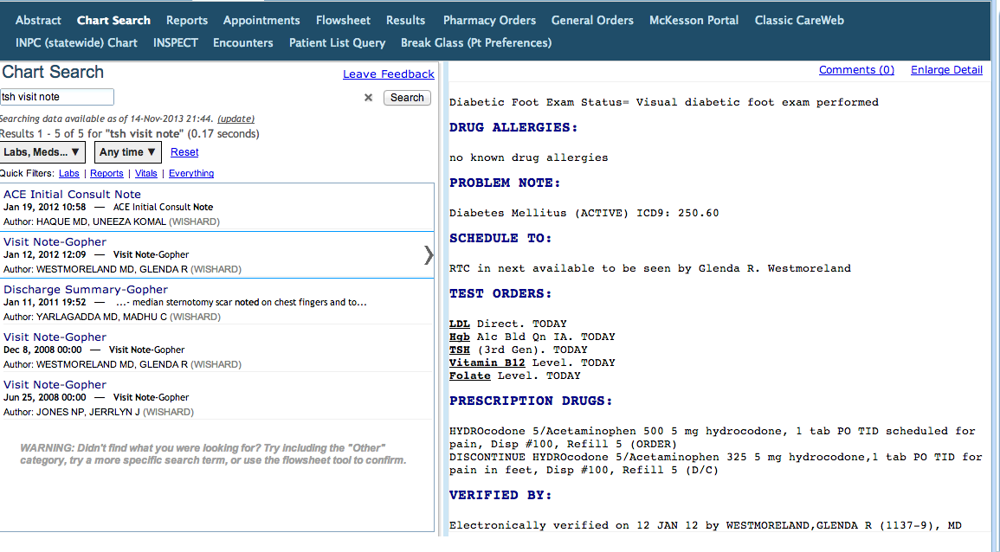 Abstract Chart Search Reports Appointments Flowsheet Results Pharmacy Orders General Orders McKesson Portal Classic CareWeb
INPC (statewide) Chart INSPECT Encounters Patient List Query Break Glass (Pt Preferences)
Chart Search
Leave Feedback
tsh visit note
× Search
Searching data available as of 14-Nov-2013 21:44. (update)
Results 1 - 5 of 5 for "tsh visit note" (0.17 seconds)
Labs, Meds... ▼ Any time ▼ Reset
Quick Filters: Labs | Reports | Vitals | Everything
ACE Initial Consult Note
Jan 19, 2012 10:58 — ACE Initial Consult Note
Author: HAQUE MD, UNEEZA KOMAL (WISHARD)
Visit Note-Gopher
Jan 12, 2012 12:09 — Visit Note-Gopher
Author: WESTMORELAND MD, GLENDA R (WISHARD)
Discharge Summary-Gopher
Jan 11, 2011 19:52 — ...- median sternotomy scar noted on chest fingers and to...
Author: YARLAGADDA MD, MADHU C (WISHARD)
Visit Note-Gopher
Dec 8, 2008 00:00 — Visit Note-Gopher
Author: WESTMORELAND MD, GLENDA R (WISHARD)
Visit Note-Gopher
Jun 25, 2008 00:00 — Visit Note-Gopher
Author: JONES NP, JERRLYN J (WISHARD)
WARNING: Didn't find what you were looking for? Try including the "Other"
category, try a more specific search term, or use the flowsheet tool to confirm.
Comments (0) Enlarge Detail
Diabetic Foot Exam Status= Visual diabetic foot exam performed
DRUG ALLERGIES:
no known drug allergies
PROBLEM NOTE:
Diabetes Mellitus (ACTIVE) ICD9: 250.60
SCHEDULE TO:
RTC in next available to be seen by Glenda R. Westmoreland
TEST ORDERS:
LDL Direct. TODAY
Hgb A1c Bld Qn IA. TODAY
TSH (3rd Gen). TODAY
Vitamin B12 Level. TODAY
Folate Level. TODAY
PRESCRIPTION DRUGS:
HYDROcodone 5/Acetaminophen 500 5 mg hydrocodone, 1 tab PO TID scheduled for
pain, Disp #100, Refill 5 (ORDER)
DISCONTINUE HYDROcodone 5/Acetaminophen 325 5 mg hydrocodone,1 tab PO TID for
pain in feet, Disp #100, Refill 5 (D/C)
VERIFIED BY:
Electronically verified on 12 JAN 12 by WESTMORELAND,GLENDA R (1137-9), MD